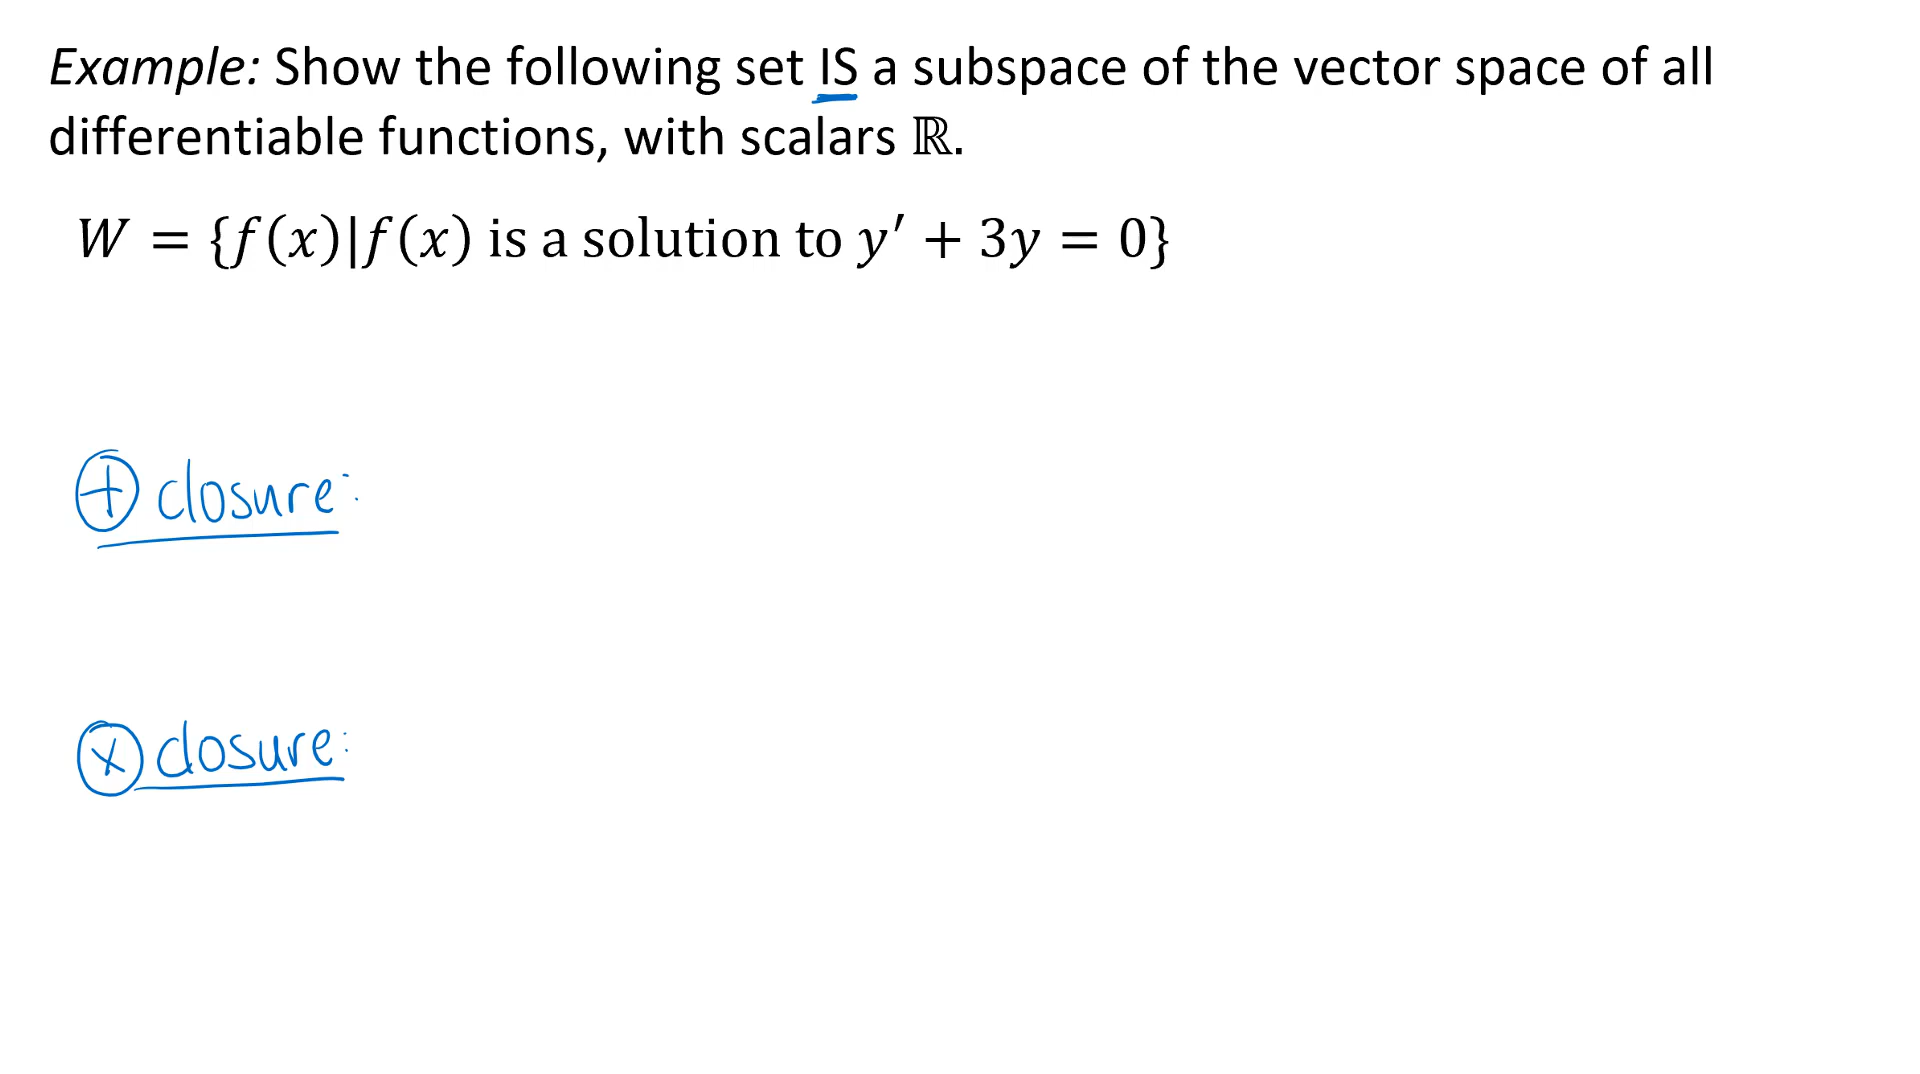 Example: Show the following set IS a subspace of the vector space of all
differentiable functions, with scalars ℝ.
W = {f(x)|f(x) is a solution to y′ + 3y = 0}
⊕ closure:
ⓧ closure: